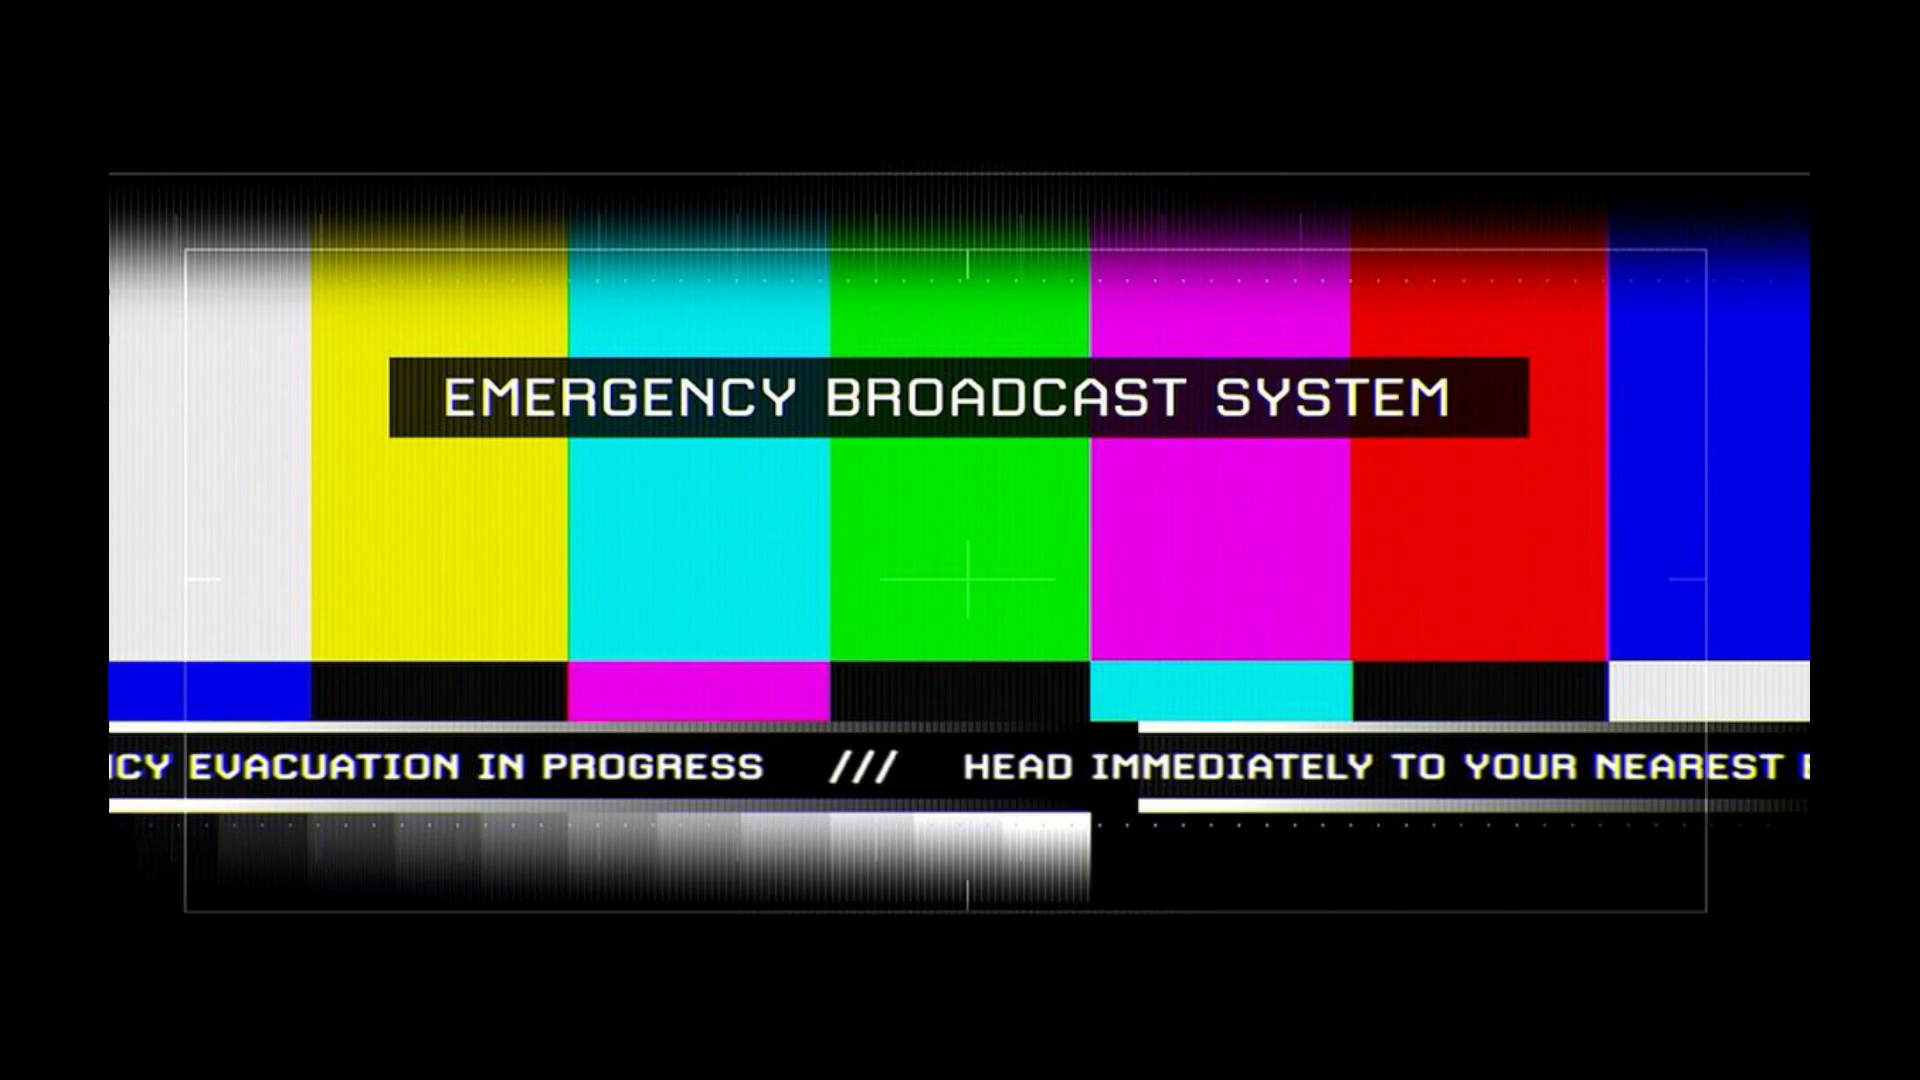 EMERGENCY BROADCAST SYSTEM
EVACUATION IN PROGRESS /// HEAD IMMEDIATELY TO YOUR NEAREST